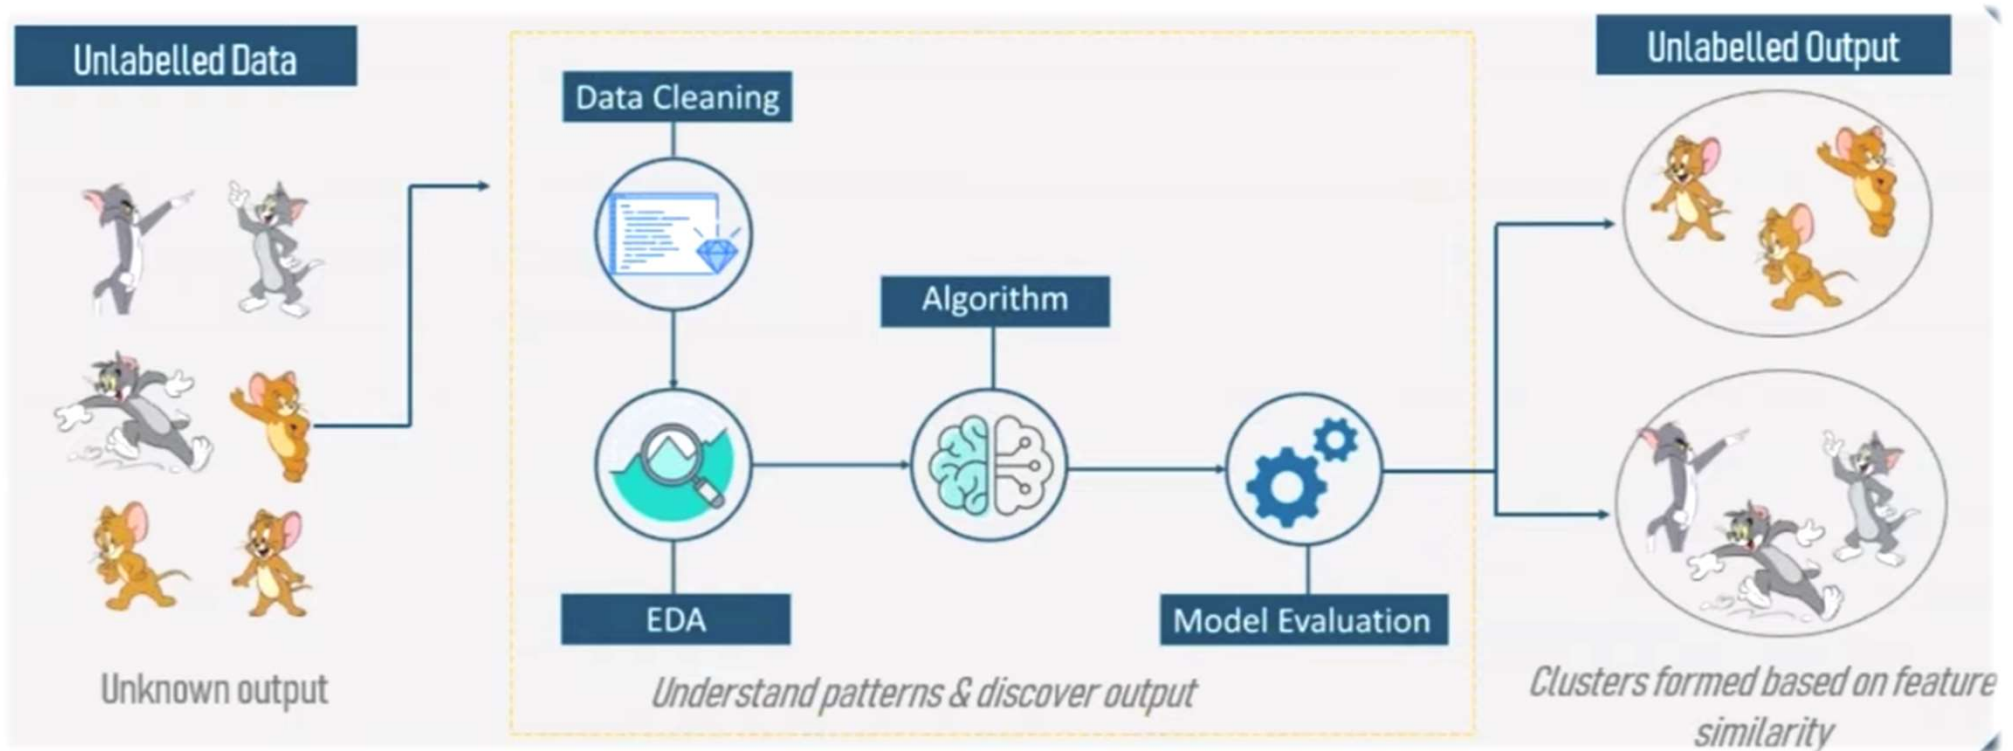 Unlabelled Data
Unknown output
Data Cleaning
EDA
Algorithm
Model Evaluation
Understand patterns & discover output
Unlabelled Output
Clusters formed based on feature
similarity